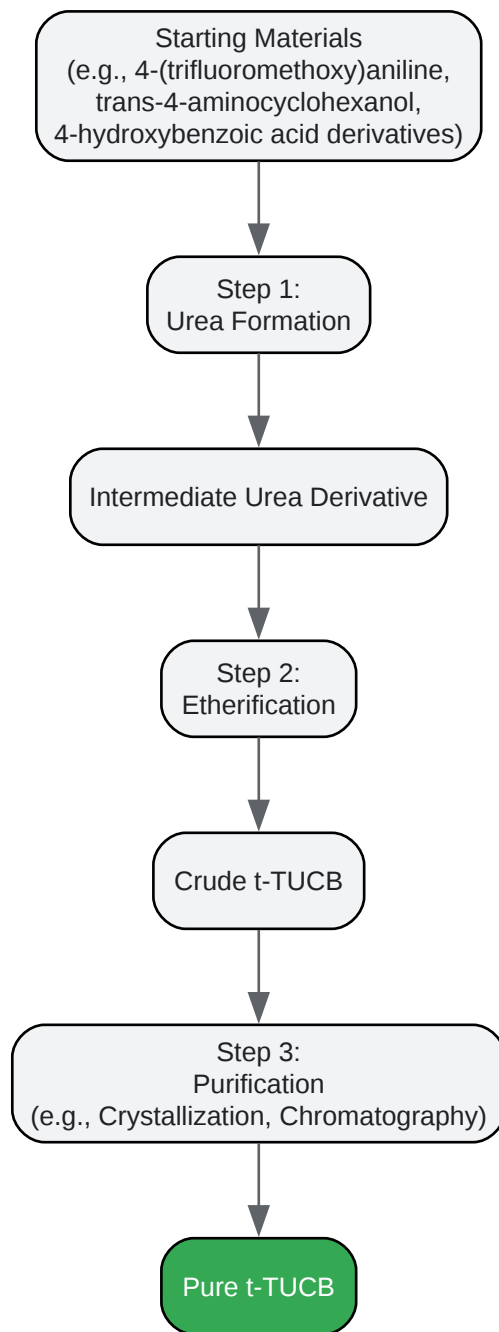 Starting Materials
(e.g., 4-(trifluoromethoxy)aniline,
trans-4-aminocyclohexanol,
4-hydroxybenzoic acid derivatives)
Step 1:
Urea Formation
Intermediate Urea Derivative
Step 2:
Etherification
Crude t-TUCB
Step 3:
Purification
(e.g., Crystallization, Chromatography)
Pure t-TUCB